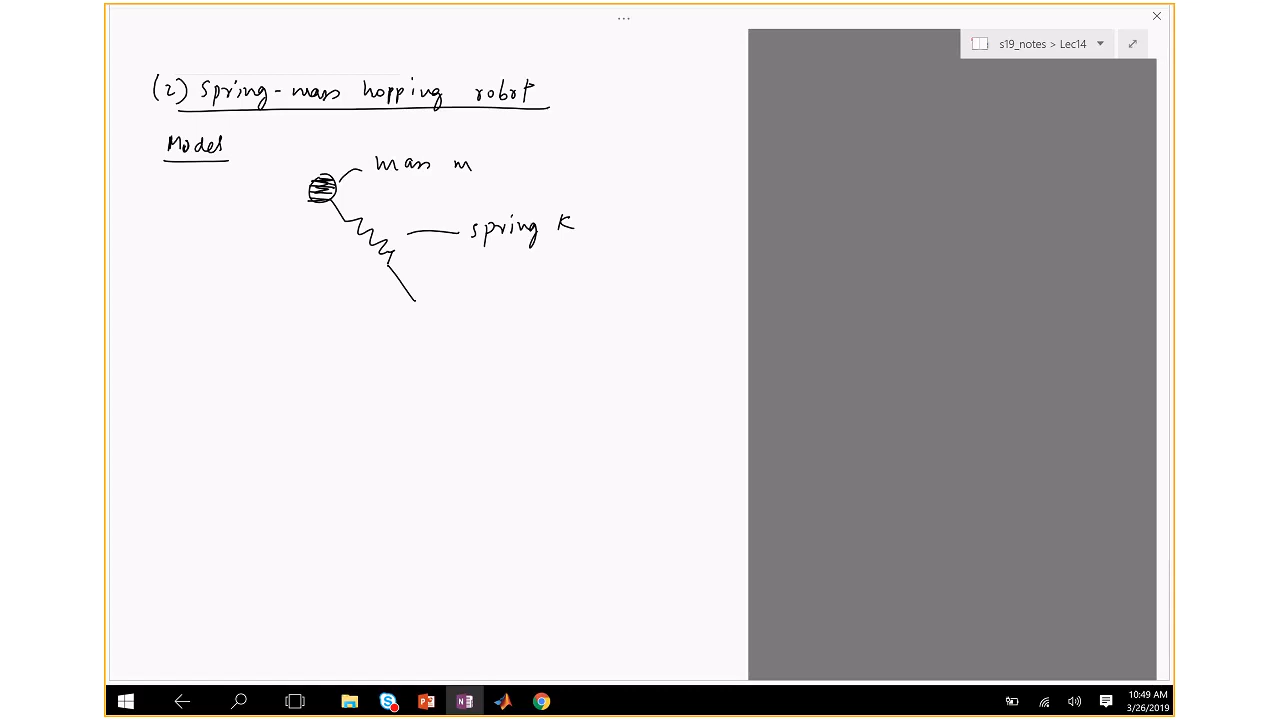 s19_notes > Lec14
(2) Spring-mass hopping robot
Model
mass m
spring K
10:49 AM
3/26/2019